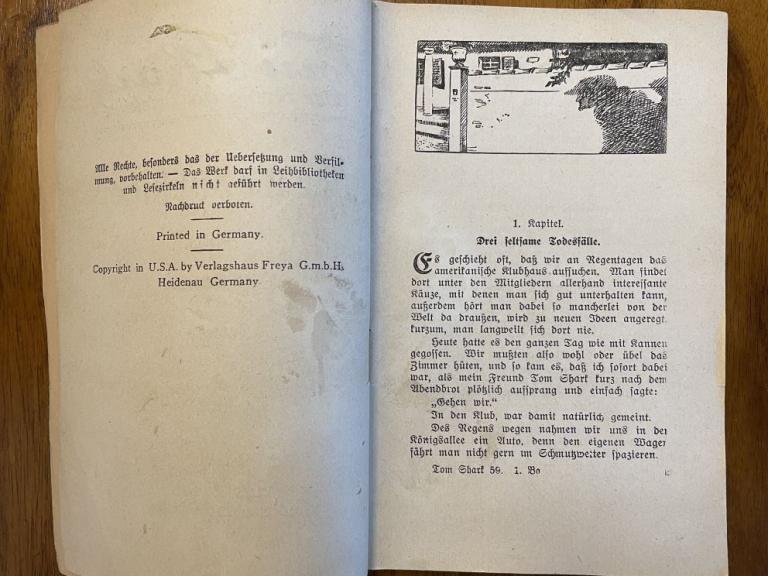 Alle Rechte, besonders das der Uebersetzung und Verfil-
mung, vorbehalten. — Das Werk darf in Leihbibliotheken
und Lesezirkeln nicht geführt werden.
Nachdruck verboten.
Printed in Germany.
Copyright in U.S.A. by Verlagshaus Freya G.m.b.H.
Heidenau Germany
1. Kapitel.
Drei seltsame Todesfälle.
Es geschieht oft, daß wir an Regentagen das
amerikanische Klubhaus aufsuchen. Man findet
dort unter den Mitgliedern allerhand interessante
Käuze, mit denen man sich gut unterhalten kann,
außerdem hört man dabei so mancherlei von der
Welt da draußen, wird zu neuen Ideen angeregt,
kurzum, man langweilt sich dort nie.
Heute hatte es den ganzen Tag wie mit Kannen
gegossen. Wir mußten also wohl oder übel das
Zimmer hüten, und so kam es, daß ich sofort dabei
war, als mein Freund Tom Shark kurz nach dem
Abendbrot plötzlich aufsprang und einfach sagte:
„Gehen wir.“
In den Klub, war damit natürlich gemeint.
Des Regens wegen nahmen wir uns in der
Königsallee ein Auto, denn den eigenen Wagen
fährt man nicht gern im Schmutzwetter spazieren.
Tom Shark 59. 1. Bo